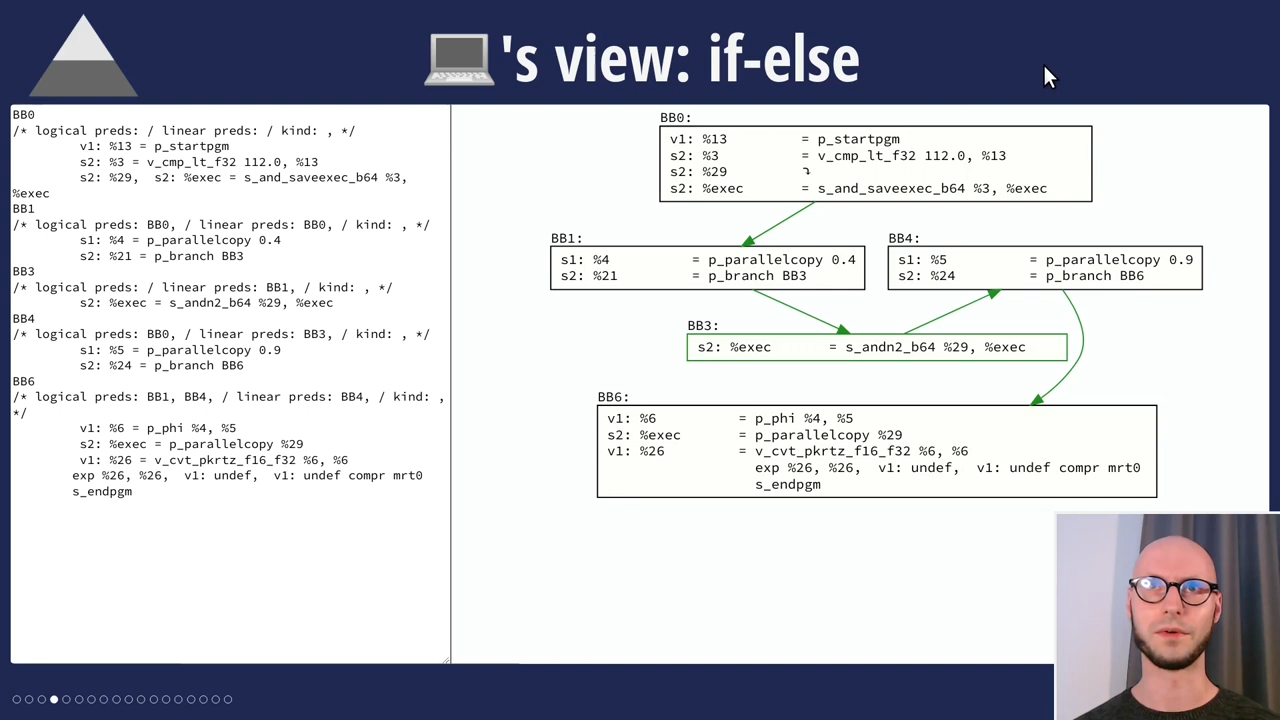 💻's view: if-else
BB0
/* logical preds: / linear preds: / kind: , */
v1: %13 = p_startpgm
s2: %3 = v_cmp_lt_f32 112.0, %13
s2: %29,  s2: %exec = s_and_saveexec_b64 %3,
%exec
BB1
/* logical preds: BB0, / linear preds: BB0, / kind: , */
s1: %4 = p_parallelcopy 0.4
s2: %21 = p_branch BB3
BB3
/* logical preds: / linear preds: BB1, / kind: , */
s2: %exec = s_andn2_b64 %29, %exec
BB4
/* logical preds: BB0, / linear preds: BB3, / kind: , */
s1: %5 = p_parallelcopy 0.9
s2: %24 = p_branch BB6
BB6
/* logical preds: BB1, BB4, / linear preds: BB4, / kind: ,
*/
v1: %6 = p_phi %4, %5
s2: %exec = p_parallelcopy %29
v1: %26 = v_cvt_pkrtz_f16_f32 %6, %6
exp %26, %26,  v1: undef,  v1: undef compr mrt0
s_endpgm
BB0:
v1: %13 = p_startpgm
s2: %3 = v_cmp_lt_f32 112.0, %13
s2: %29 ⤵
s2: %exec = s_and_saveexec_b64 %3, %exec
BB1:
s1: %4 = p_parallelcopy 0.4
s2: %21 = p_branch BB3
BB4:
s1: %5 = p_parallelcopy 0.9
s2: %24 = p_branch BB6
BB3:
s2: %exec = s_andn2_b64 %29, %exec
BB6:
v1: %6 = p_phi %4, %5
s2: %exec = p_parallelcopy %29
v1: %26 = v_cvt_pkrtz_f16_f32 %6, %6
exp %26, %26,  v1: undef,  v1: undef compr mrt0
s_endpgm